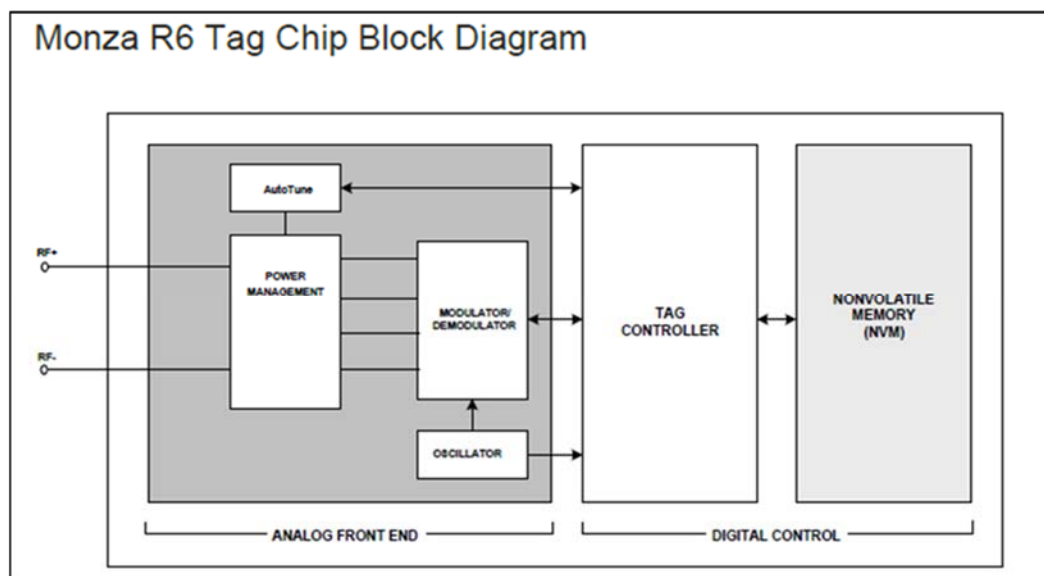 Monza R6 Tag Chip Block Diagram
AutoTune
RF+
POWER
MANAGEMENT
MODULATOR/
DEMODULATOR
TAG
CONTROLLER
NONVOLATILE
MEMORY
(NVM)
RF-
OSCILLATOR
ANALOG FRONT END
DIGITAL CONTROL